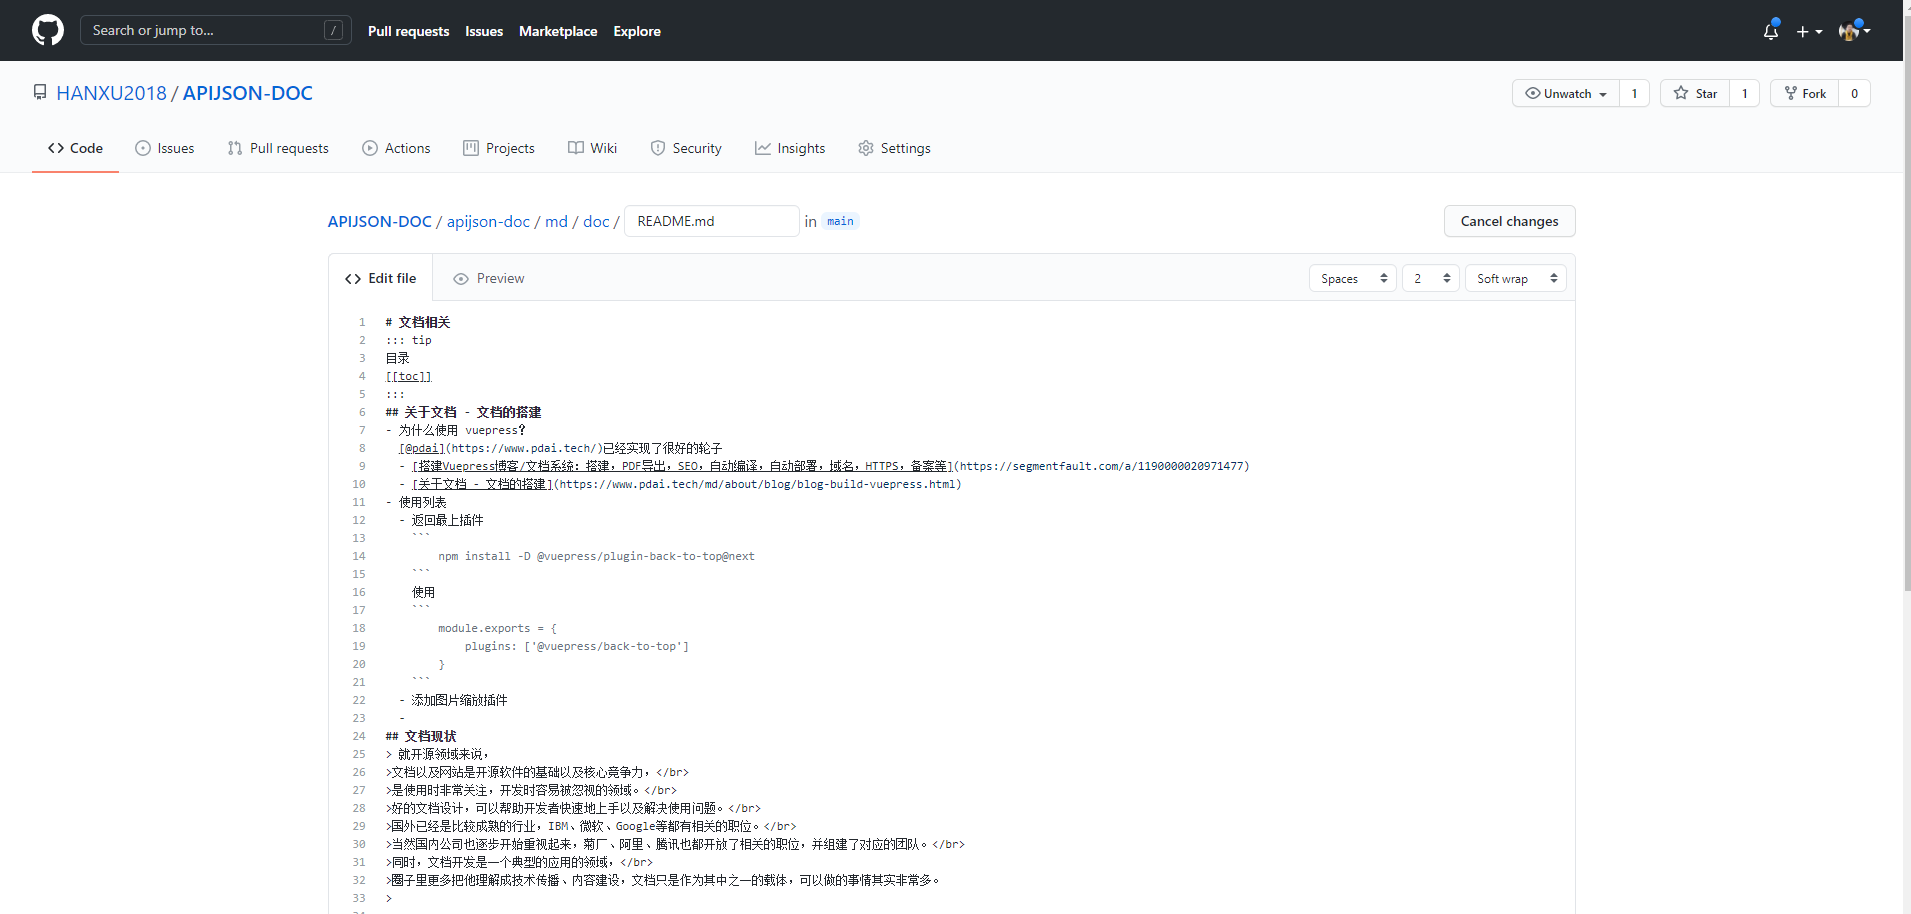 Search or jump to... /
Pull requests Issues Marketplace Explore
HANXU2018 / APIJSON-DOC
Unwatch 1 Star 1 Fork 0
Code Issues Pull requests Actions Projects Wiki Security Insights Settings
APIJSON-DOC / apijson-doc / md / doc / README.md in main
Cancel changes
Edit file Preview
Spaces 2 Soft wrap
1 # 文档相关
2 ::: tip
3 目录
4 [[toc]]
5 :::
6 ## 关于文档 - 文档的搭建
7 - 为什么使用 vuepress？
8 [@pdai](https://www.pdai.tech/)已经实现了很好的轮子
9 - [搭建Vuepress博客/文档系统：搭建，PDF导出，SEO，自动编译，自动部署，域名，HTTPS，备案等](https://segmentfault.com/a/1190000020971477)
10 - [关于文档 - 文档的搭建](https://www.pdai.tech/md/about/blog/blog-build-vuepress.html)
11 - 使用列表
12 - 返回最上插件
13 ```
14 npm install -D @vuepress/plugin-back-to-top@next
15 ```
16 使用
17 ```
18 module.exports = {
19 plugins: ['@vuepress/back-to-top']
20 }
21 ```
22 - 添加图片缩放插件
23 -
24 ## 文档现状
25 > 就开源领域来说，
26 >文档以及网站是开源软件的基础以及核心竞争力，</br>
27 >是使用时非常关注，开发时容易被忽视的领域。</br>
28 >好的文档设计，可以帮助开发者快速地上手以及解决使用问题。</br>
29 >国外已经是比较成熟的行业，IBM、微软、Google等都有相关的职位。</br>
30 >当然国内公司也逐步开始重视起来，菊厂、阿里、腾讯也都开放了相关的职位，并组建了对应的团队。</br>
31 >同时，文档开发是一个典型的应用的领域，</br>
32 >圈子里更多把他理解成技术传播、内容建设，文档只是作为其中之一的载体，可以做的事情其实非常多。
33 >